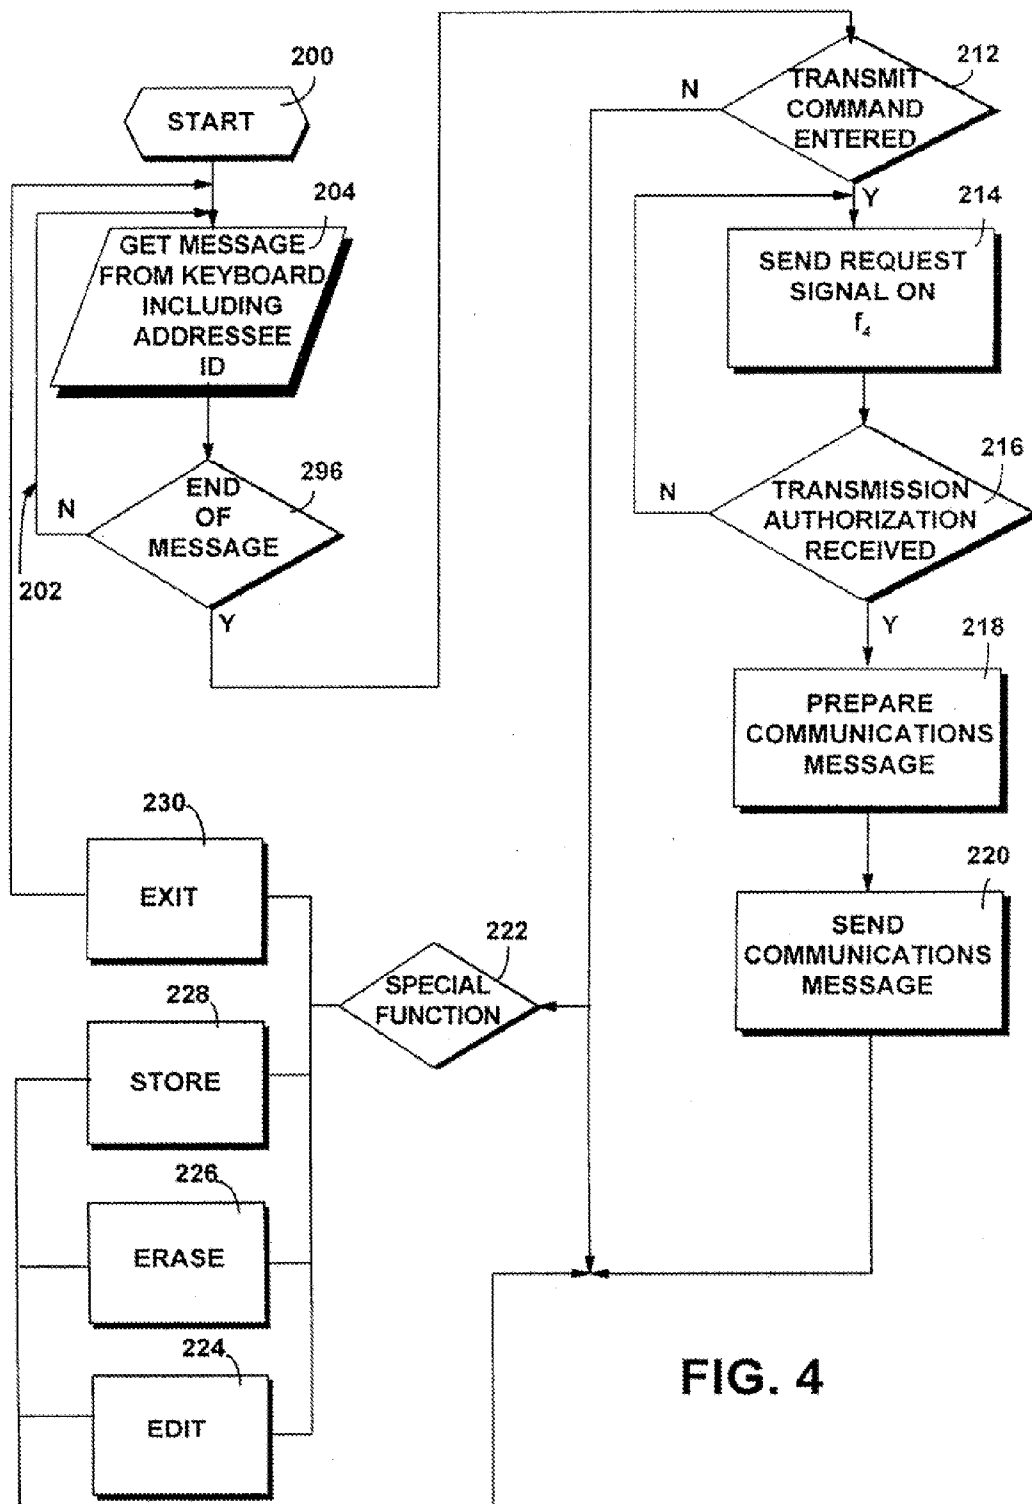 200
START
204
GET MESSAGE
FROM KEYBOARD
INCLUDING
ADDRESSEE
ID
296
END
OF
MESSAGE
N
202
Y
212
TRANSMIT
COMMAND
ENTERED
N
Y
214
SEND REQUEST
SIGNAL ON
f4
216
TRANSMISSION
AUTHORIZATION
RECEIVED
N
Y
218
PREPARE
COMMUNICATIONS
MESSAGE
220
SEND
COMMUNICATIONS
MESSAGE
222
SPECIAL
FUNCTION
230
EXIT
228
STORE
226
ERASE
224
EDIT
FIG. 4